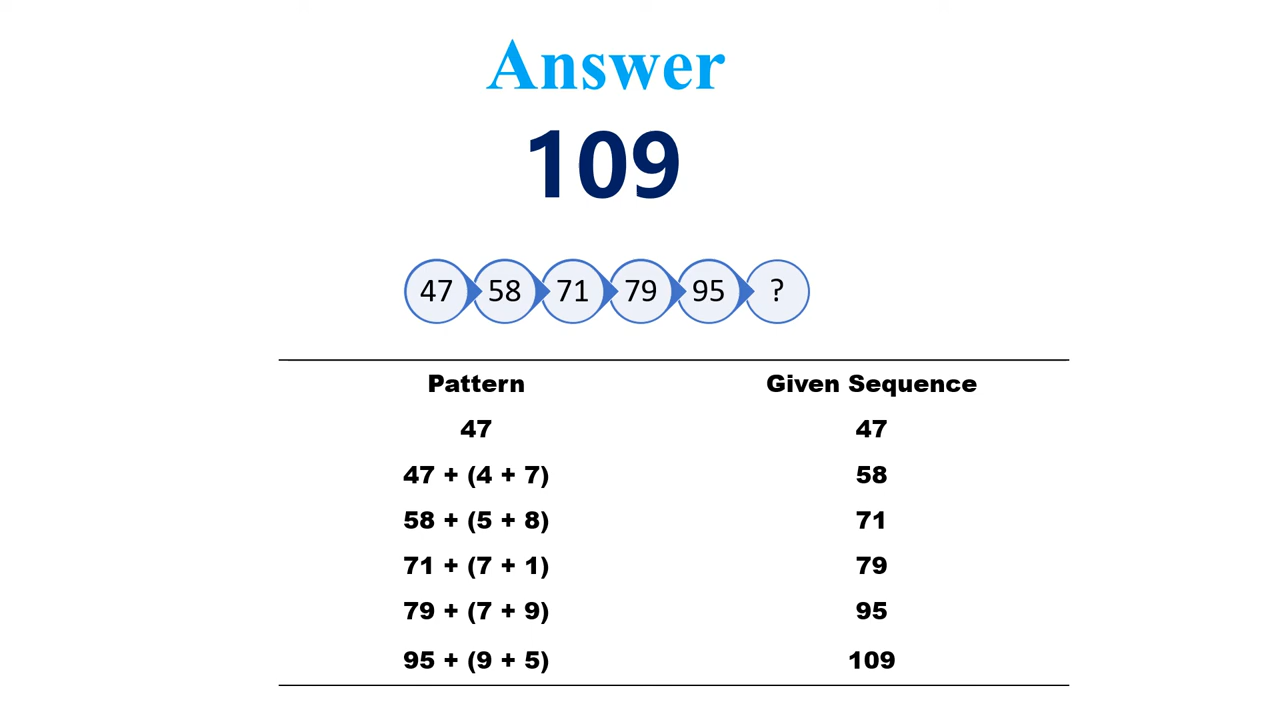 Answer
109
47 58 71 79 95 ?
Pattern Given Sequence
47 47
47 + (4 + 7) 58
58 + (5 + 8) 71
71 + (7 + 1) 79
79 + (7 + 9) 95
95 + (9 + 5) 109